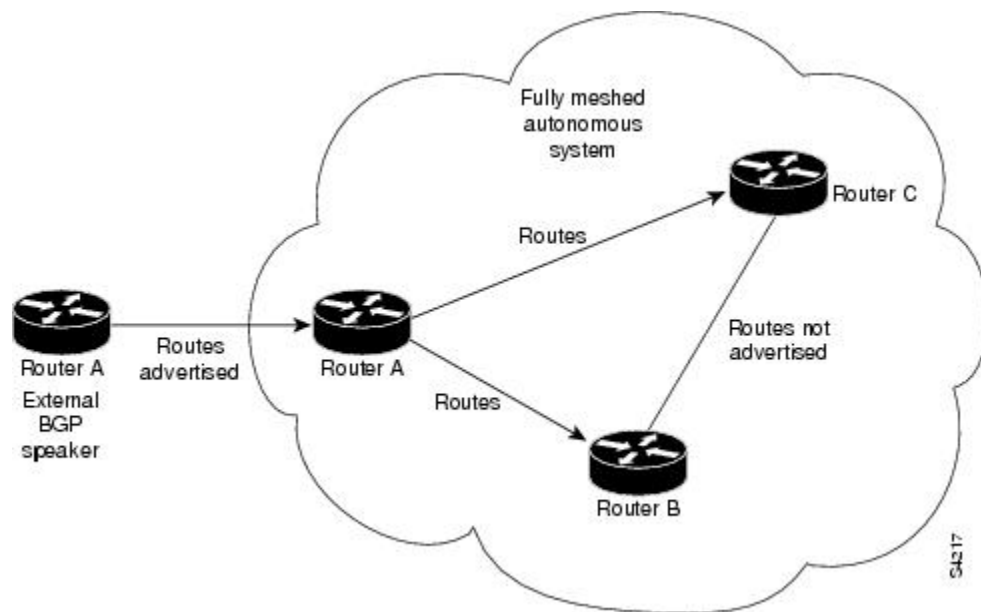 Fully meshed
autonomous
system
Router C
Routes
Router A
External
BGP
speaker
Routes
advertised
Router A
Routes not
advertised
Routes
Router B
S4217